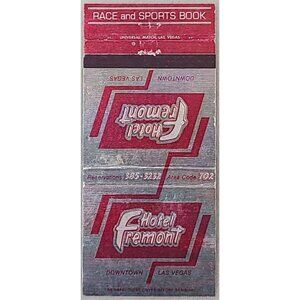 RACE and SPORTS BOOK
UNIVERSAL MATCH, LAS VEGAS
DOWNTOWN LAS VEGAS
Hotel
Fremont
Reservations 385-3232 Area Code 702
Hotel
Fremont
DOWNTOWN LAS VEGAS